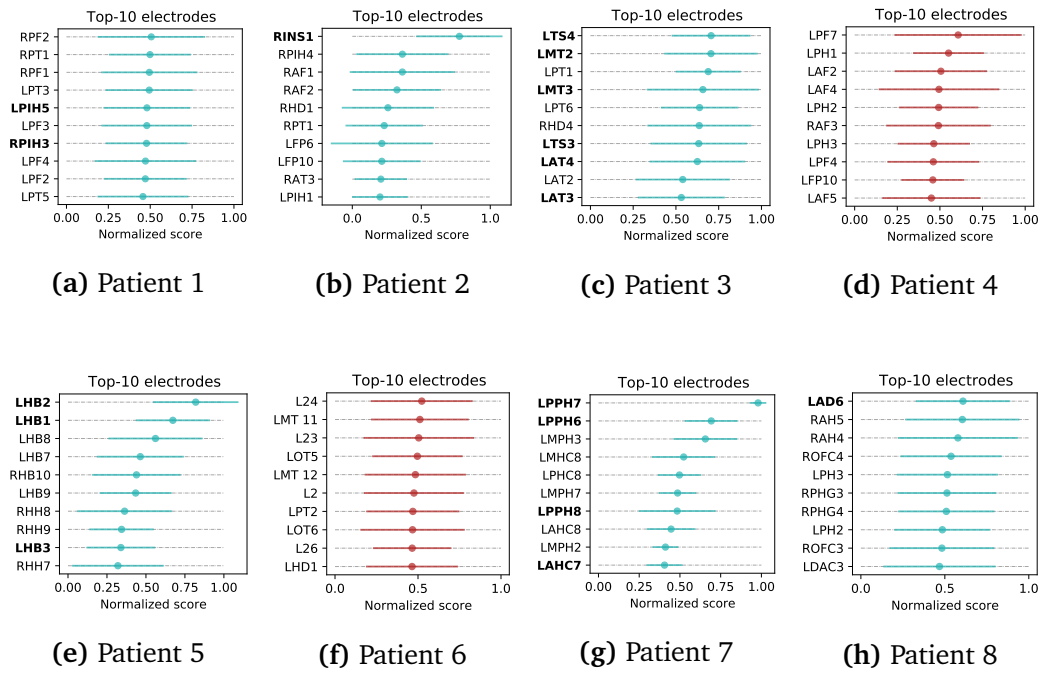 Top-10 electrodes
RPF2
RPT1
RPF1
LPT3
LPIH5
LPF3
RPIH3
LPF4
LPF2
LPT5
0.00 0.25 0.50 0.75 1.00
Normalized score
(a) Patient 1
Top-10 electrodes
RINS1
RPIH4
RAF1
RAF2
RHD1
RPT1
LFP6
LFP10
RAT3
LPIH1
0.0 0.5 1.0
Normalized score
(b) Patient 2
Top-10 electrodes
LTS4
LMT2
LPT1
LMT3
LPT6
RHD4
LTS3
LAT4
LAT2
LAT3
0.00 0.25 0.50 0.75 1.00
Normalized score
(c) Patient 3
Top-10 electrodes
LPF7
LPH1
LAF2
LAF4
LPH2
RAF3
LPH3
LPF4
LFP10
LAF5
0.00 0.25 0.50 0.75 1.00
Normalized score
(d) Patient 4
Top-10 electrodes
LHB2
LHB1
LHB8
LHB7
RHB10
LHB9
RHH8
RHH9
LHB3
RHH7
0.00 0.25 0.50 0.75 1.00
Normalized score
(e) Patient 5
Top-10 electrodes
L24
LMT 11
L23
LOT5
LMT 12
L2
LPT2
LOT6
L26
LHD1
0.0 0.5 1.0
Normalized score
(f) Patient 6
Top-10 electrodes
LPPH7
LPPH6
LMPH3
LMHC8
LPHC8
LMPH7
LPPH8
LAHC8
LMPH2
LAHC7
0.00 0.25 0.50 0.75 1.00
Normalized score
(g) Patient 7
Top-10 electrodes
LAD6
RAH5
RAH4
ROFC4
LPH3
RPHG3
RPHG4
LPH2
ROFC3
LDAC3
0.0 0.5 1.0
Normalized score
(h) Patient 8